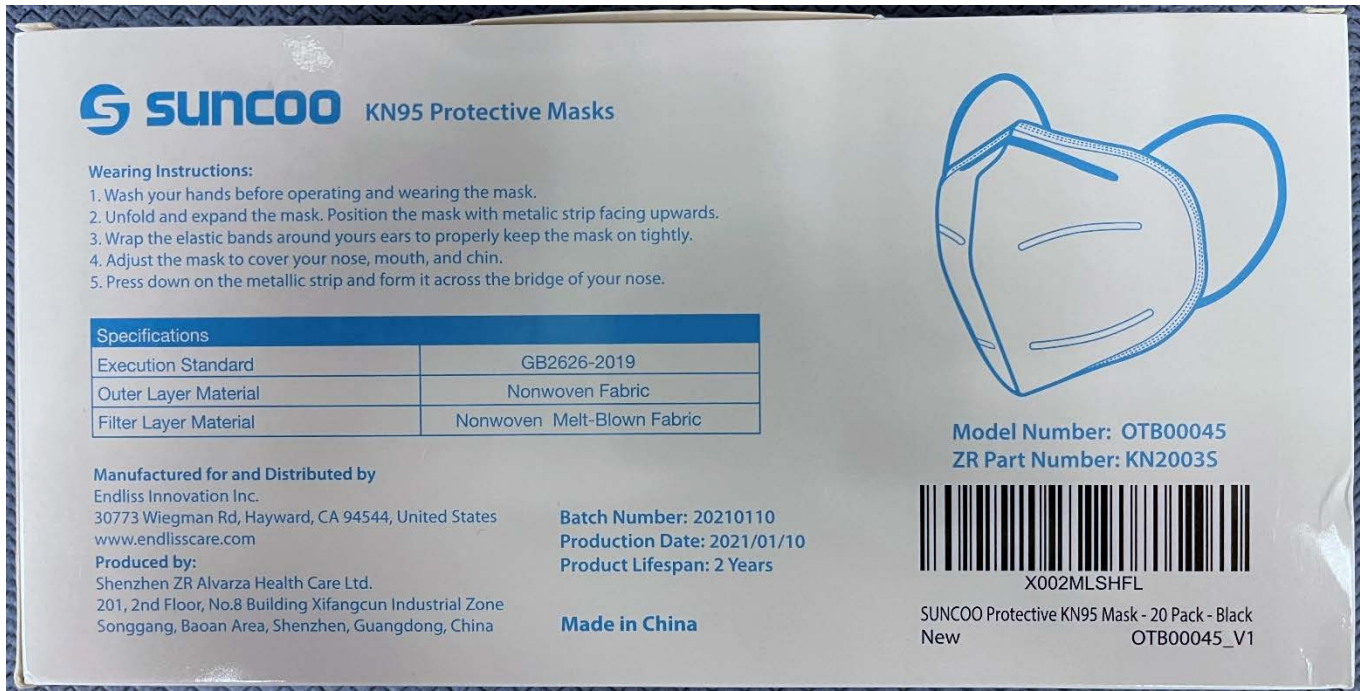 suncoo KN95 Protective Masks
Wearing Instructions:
1. Wash your hands before operating and wearing the mask.
2. Unfold and expand the mask. Position the mask with metalic strip facing upwards.
3. Wrap the elastic bands around yours ears to properly keep the mask on tightly.
4. Adjust the mask to cover your nose, mouth, and chin.
5. Press down on the metallic strip and form it across the bridge of your nose.
Specifications
Execution Standard GB2626-2019
Outer Layer Material Nonwoven Fabric
Filter Layer Material Nonwoven Melt-Blown Fabric
Manufactured for and Distributed by
Endliss Innovation Inc.
30773 Wiegman Rd, Hayward, CA 94544, United States
www.endlisscare.com
Produced by:
Shenzhen ZR Alvarza Health Care Ltd.
201, 2nd Floor, No.8 Building Xifangcun Industrial Zone
Songgang, Baoan Area, Shenzhen, Guangdong, China
Batch Number: 20210110
Production Date: 2021/01/10
Product Lifespan: 2 Years
Made in China
Model Number: OTB00045
ZR Part Number: KN2003S
X002MLSHFL
SUNCOO Protective KN95 Mask - 20 Pack - Black
New OTB00045_V1